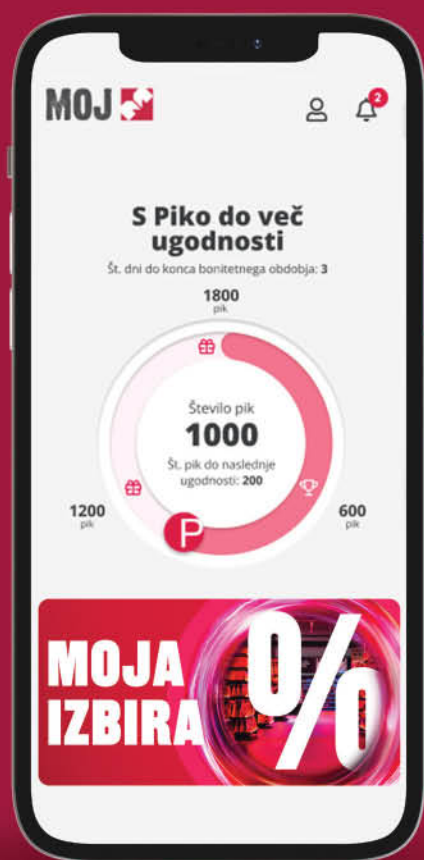 MOJ
2
S Piko do več
ugodnosti
Št. dni do konca bonitetnega obdobja: 3
1800
pik
Število pik
1000
Št. pik do naslednje
ugodnosti: 200
1200
pik
600
pik
P
MOJA
IZBIRA
%